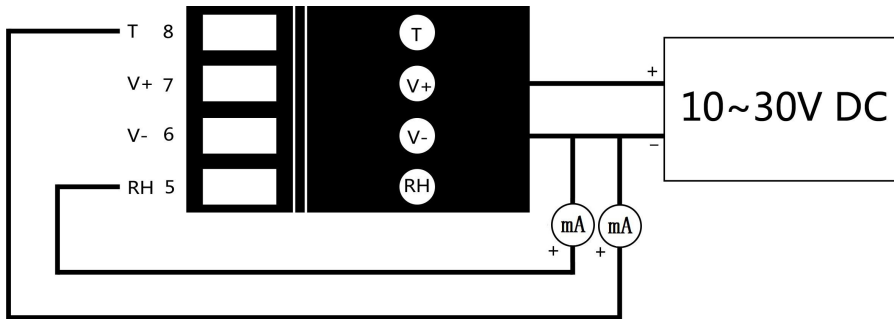 T 8 T
V+ 7 V+ +
10~30V DC
V- 6 V- −
RH 5 RH
mA mA
+ +